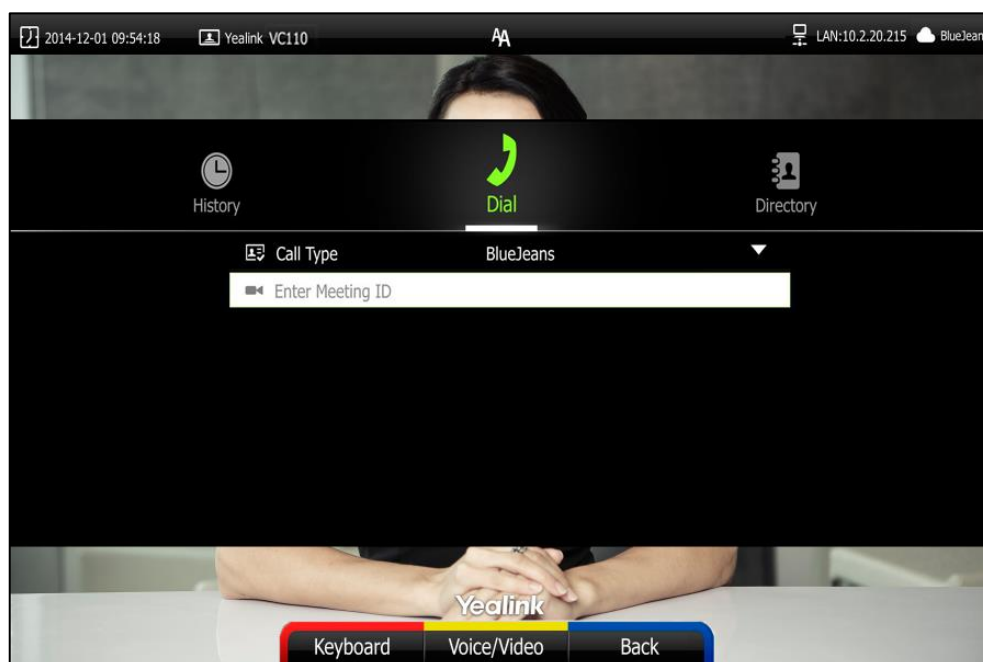 2014-12-01 09:54:18 Yealink VC110 AA LAN:10.2.20.215 BlueJean
History Dial Directory
Call Type BlueJeans
Enter Meeting ID
Yealink
Keyboard Voice/Video Back